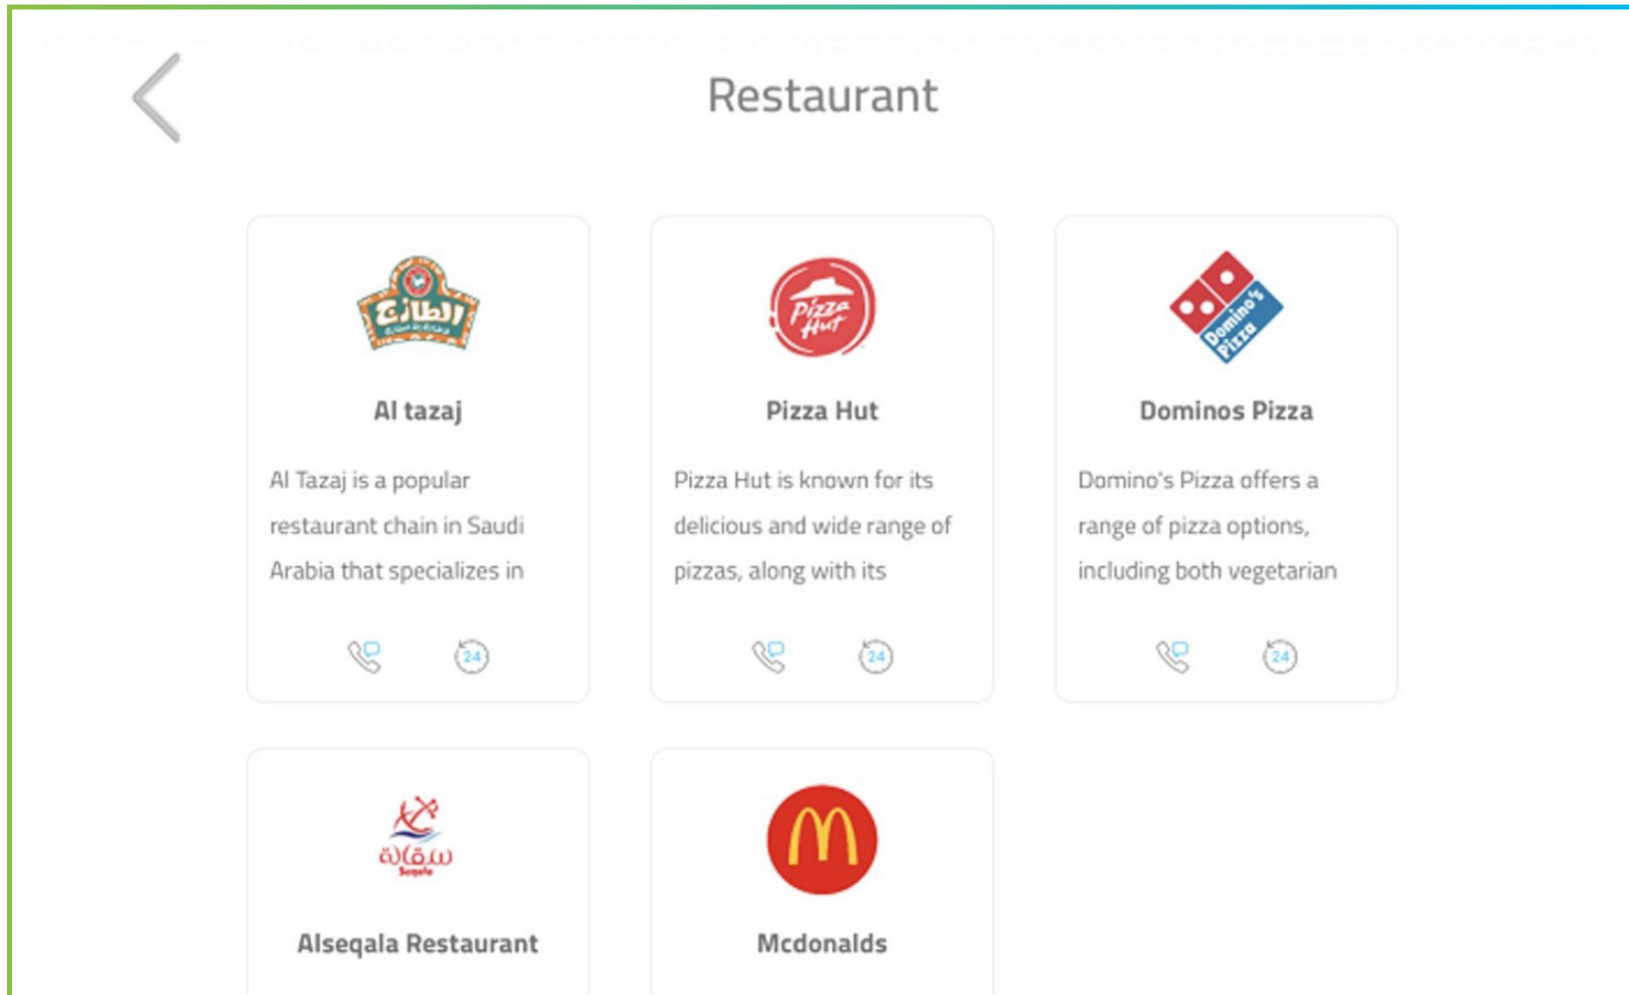 Restaurant
الطازج
Pizza
Hut
Domino's
Pizza
Al tazaj
Pizza Hut
Dominos Pizza
Al Tazaj is a popular
restaurant chain in Saudi
Arabia that specializes in
Pizza Hut is known for its
delicious and wide range of
pizzas, along with its
Domino's Pizza offers a
range of pizza options,
including both vegetarian
24
24
24
سقالة
Seqala
Alseqala Restaurant
Mcdonalds